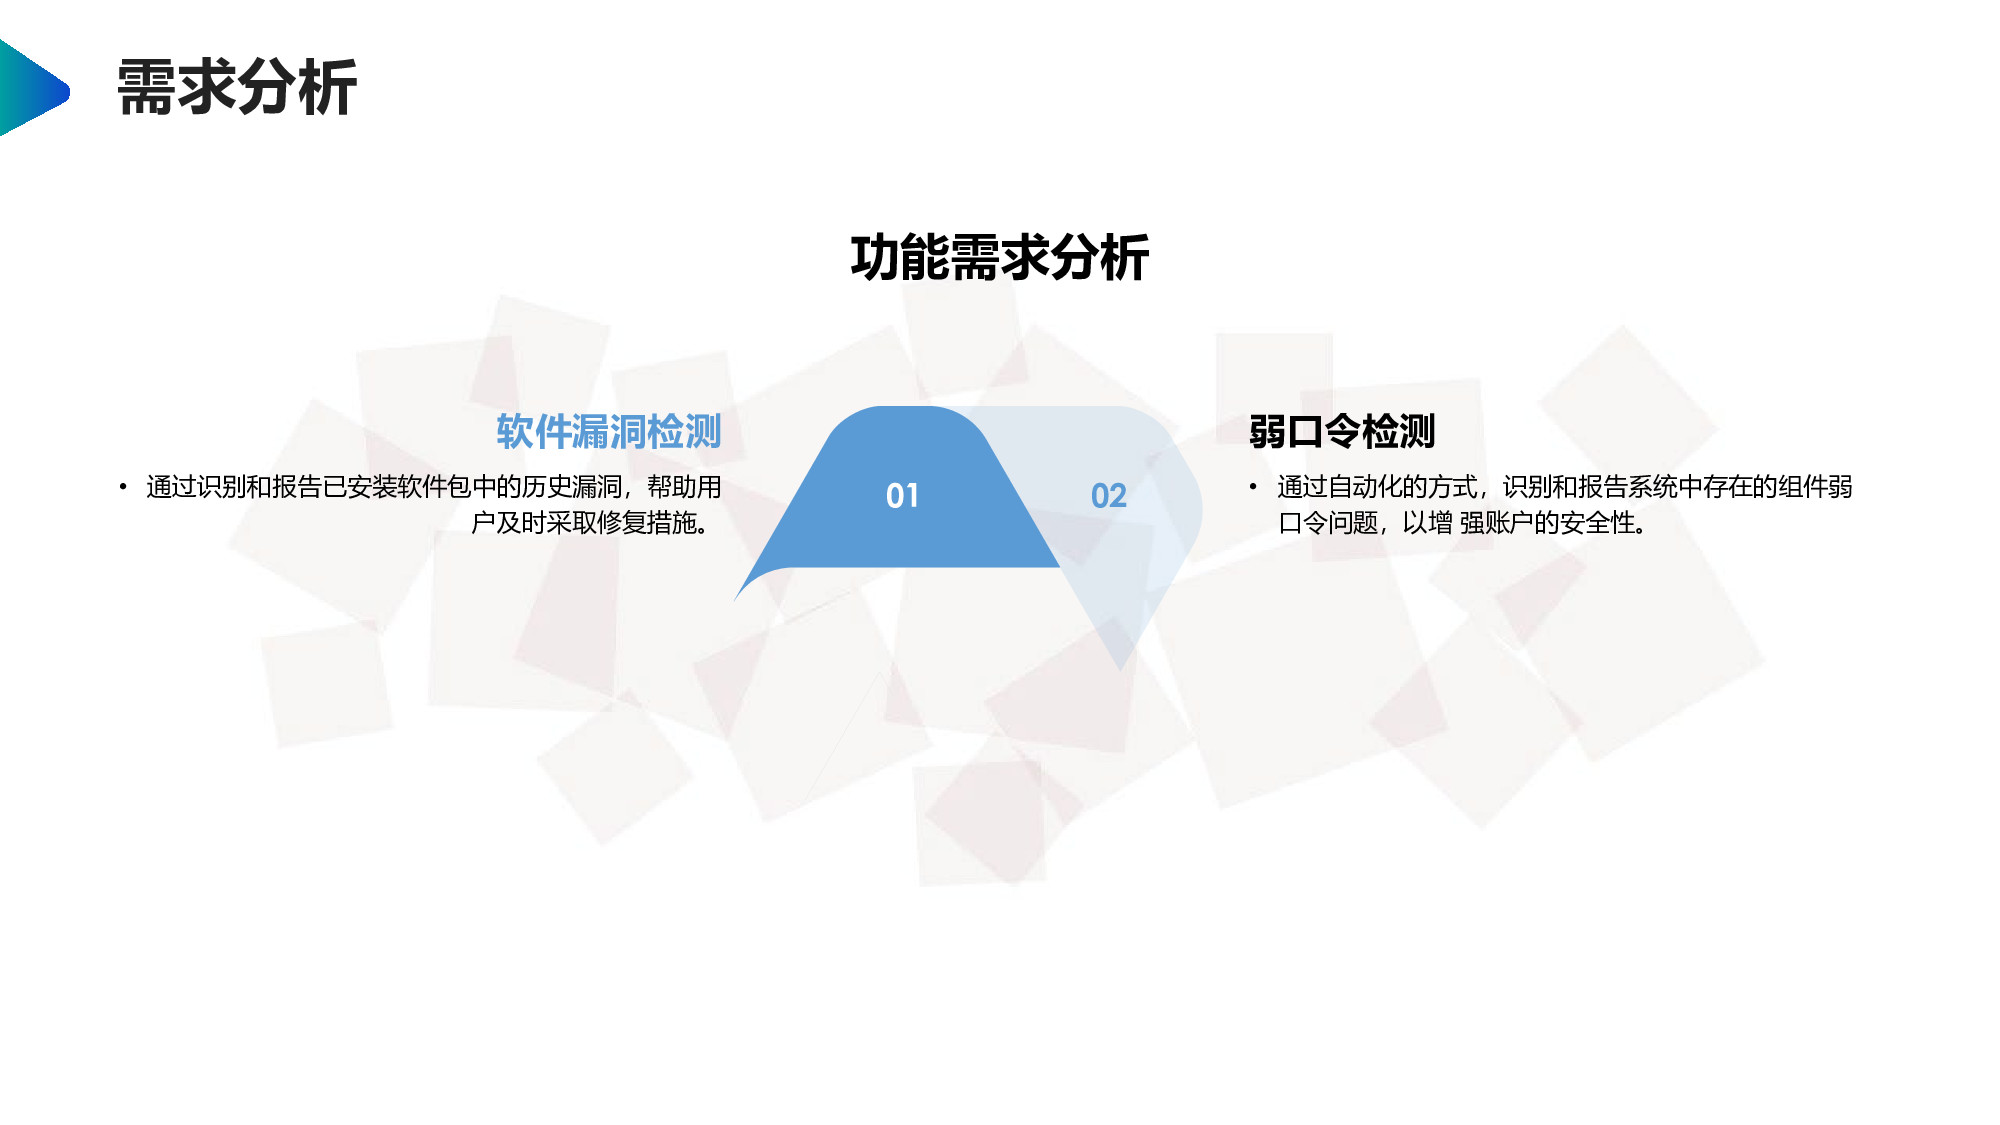 需求分析
功能需求分析
软件漏洞检测
• 通过识别和报告已安装软件包中的历史漏洞，帮助用
户及时采取修复措施。
01
02
弱口令检测
• 通过自动化的方式，识别和报告系统中存在的组件弱
口令问题，以增 强账户的安全性。